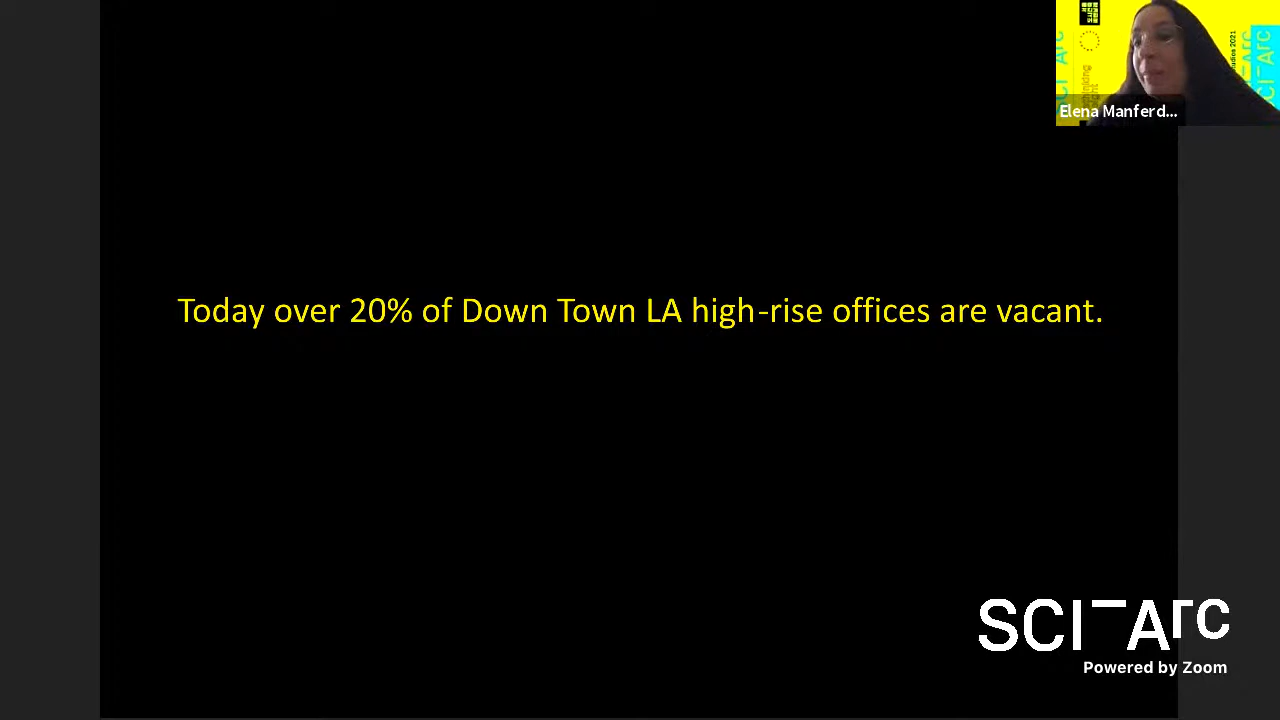 Elena Manferd...
Today over 20% of Down Town LA high-rise offices are vacant.
SCI-Arc
Powered by Zoom